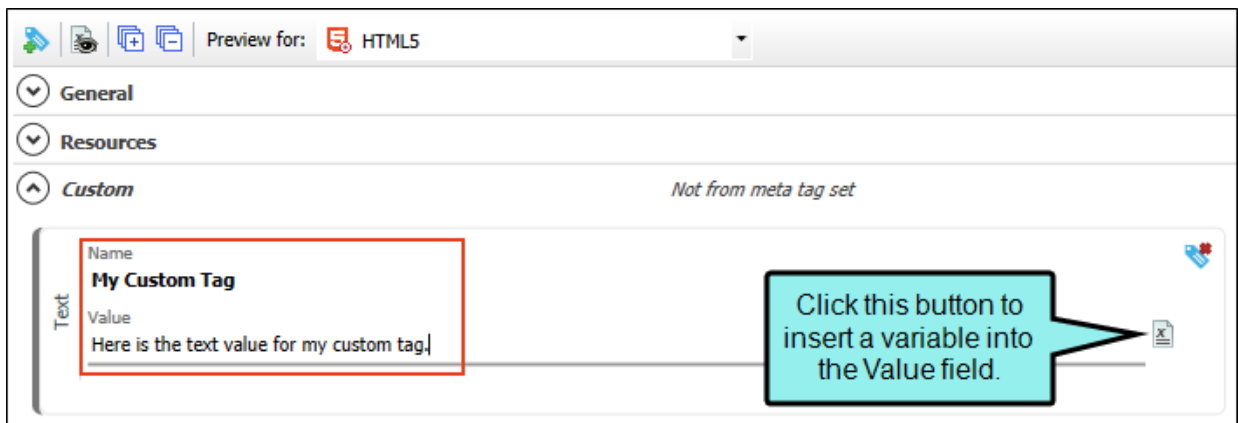 Preview for: HTML5
General
Resources
Custom Not from meta tag set
Name
My Custom Tag
Text
Value
Here is the text value for my custom tag.
Click this button to
insert a variable into
the Value field.